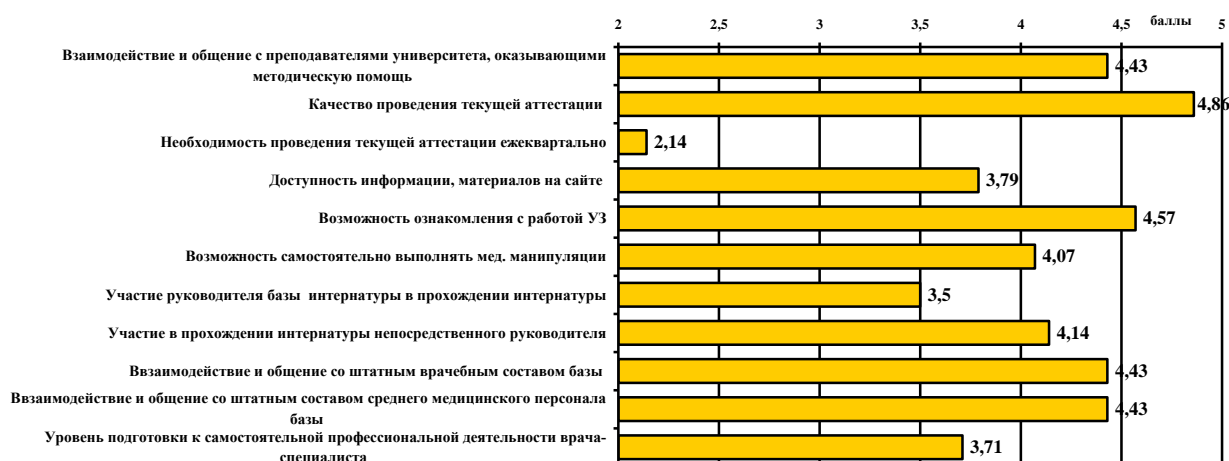 2 2,5 3 3,5 4 4,5 баллы 5
Взаимодействие и общение с преподавателями университета, оказывающими
методическую помощь
4,43
Качество проведения текущей аттестации 4,86
Необходимость проведения текущей аттестации ежеквартально 2,14
Доступность информации, материалов на сайте 3,79
Возможность ознакомления с работой УЗ 4,57
Возможность самостоятельно выполнять мед. манипуляции 4,07
Участие руководителя базы интернатуры в прохождении интернатуры 3,5
Участие в прохождении интернатуры непосредственного руководителя 4,14
Ввзаимодействие и общение со штатным врачебным составом базы 4,43
Ввзаимодействие и общение со штатным составом среднего медицинского персонала
базы
4,43
Уровень подготовки к самостоятельной профессиональной деятельности врача-
специалиста
3,71